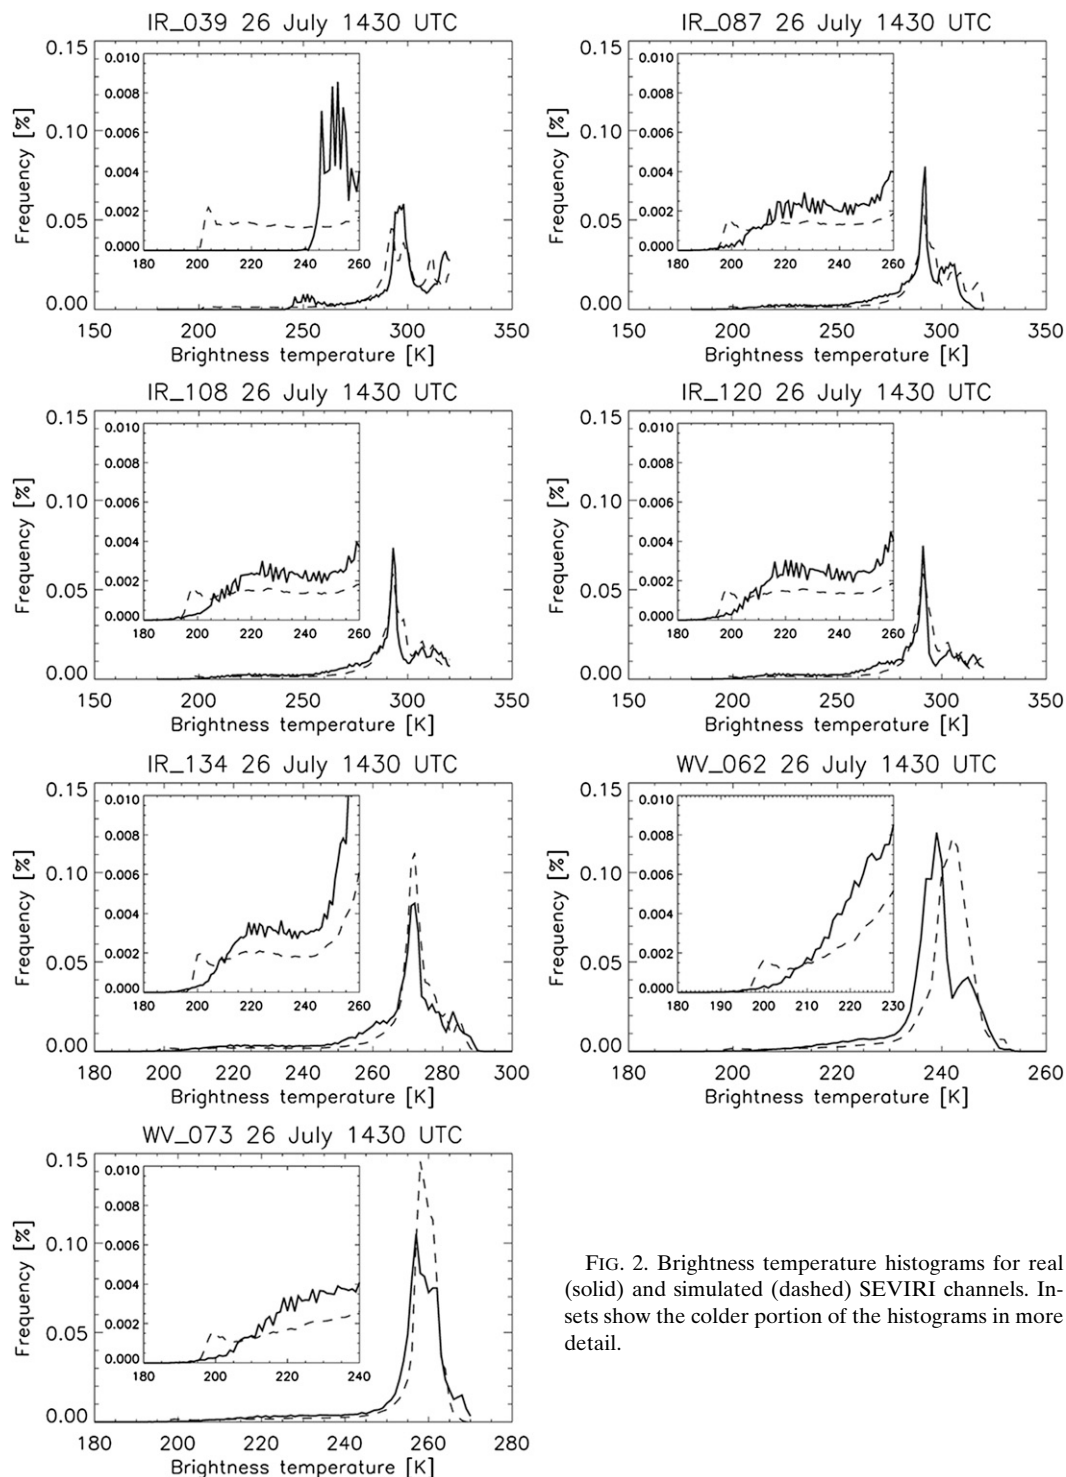 IR_039 26 July 1430 UTC
0.15
0.10
0.05
0.00
Frequency [%]
0.010
0.008
0.006
0.004
0.002
0.000
180 200 220 240 260
150 200 250 300 350
Brightness temperature [K]
IR_087 26 July 1430 UTC
0.15
0.10
0.05
0.00
Frequency [%]
0.010
0.008
0.006
0.004
0.002
0.000
180 200 220 240 260
150 200 250 300 350
Brightness temperature [K]
IR_108 26 July 1430 UTC
0.15
0.10
0.05
0.00
Frequency [%]
0.010
0.008
0.006
0.004
0.002
0.000
180 200 220 240 260
150 200 250 300 350
Brightness temperature [K]
IR_120 26 July 1430 UTC
0.15
0.10
0.05
0.00
Frequency [%]
0.010
0.008
0.006
0.004
0.002
0.000
180 200 220 240 260
150 200 250 300 350
Brightness temperature [K]
IR_134 26 July 1430 UTC
0.15
0.10
0.05
0.00
Frequency [%]
0.010
0.008
0.006
0.004
0.002
0.000
180 200 220 240 260
180 200 220 240 260 280 300
Brightness temperature [K]
WV_062 26 July 1430 UTC
0.15
0.10
0.05
0.00
Frequency [%]
0.010
0.008
0.006
0.004
0.002
0.000
180 190 200 210 220 230
180 200 220 240 260
Brightness temperature [K]
WV_073 26 July 1430 UTC
0.15
0.10
0.05
0.00
Frequency [%]
0.010
0.008
0.006
0.004
0.002
0.000
180 200 220 240
180 200 220 240 260 280
Brightness temperature [K]
FIG. 2. Brightness temperature histograms for real
(solid) and simulated (dashed) SEVIRI channels. In-
sets show the colder portion of the histograms in more
detail.